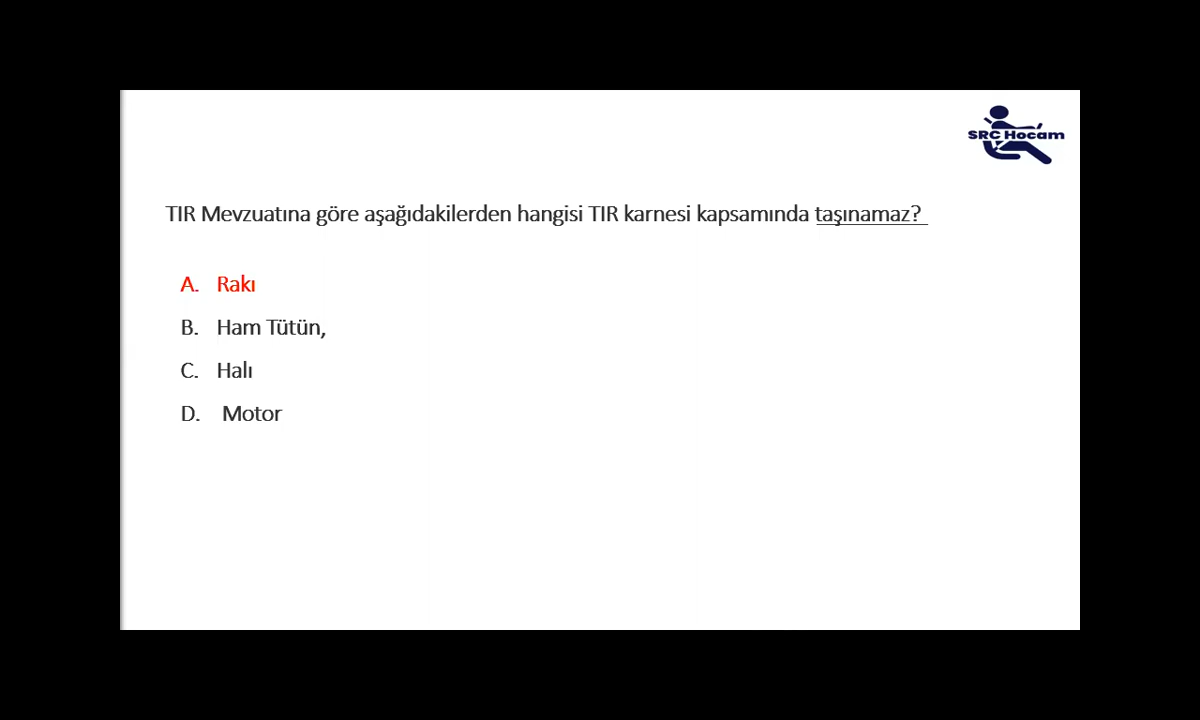 SRC Hocam
TIR Mevzuatına göre aşağıdakilerden hangisi TIR karnesi kapsamında taşınamaz?
A. Rakı
B. Ham Tütün,
C. Halı
D. Motor